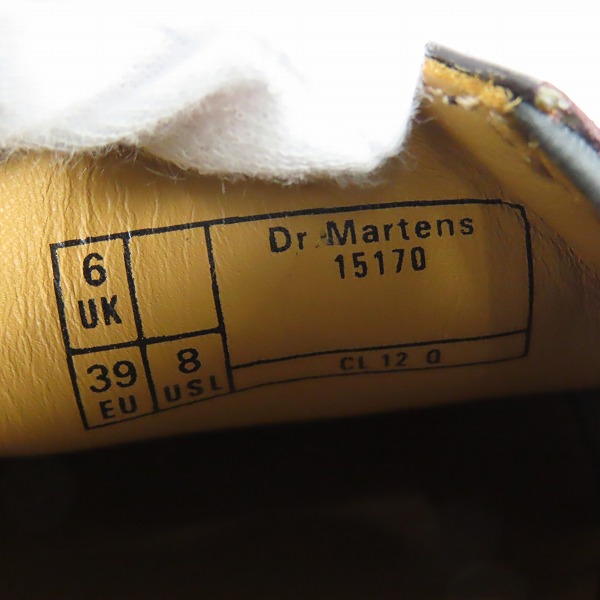 6
UK
39
EU
8
USL
Dr. Martens
15170
CL 12 Q